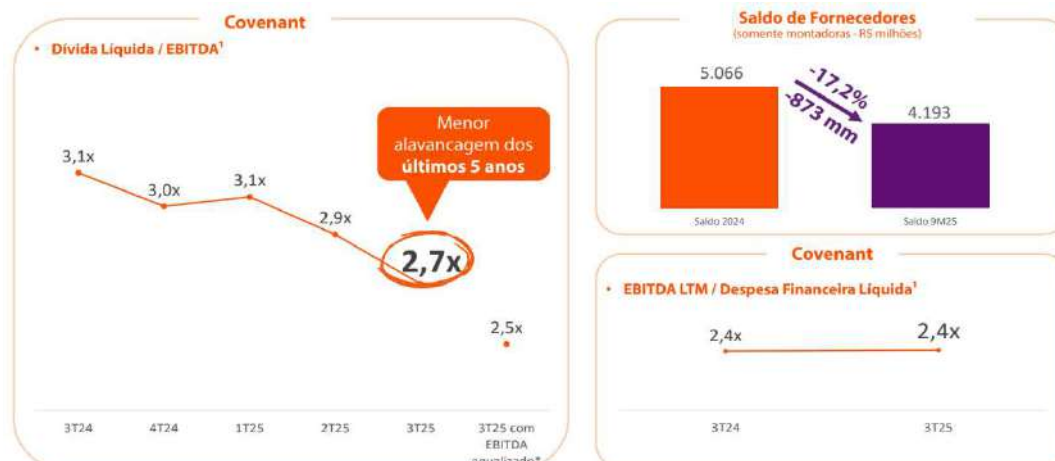 Covenant
• Dívida Líquida / EBITDA¹
Menor
alavancagem dos
últimos 5 anos
3,1x
3,0x
3,1x
2,9x
2,7x
2,5x
3T24
4T24
1T25
2T25
3T25
3T25 com
EBITDA
anualizado*
Saldo de Fornecedores
(somente montadoras - R$ milhões)
5.066
-17,2%
-873 mm
4.193
Saldo 2024
Saldo 9M25
Covenant
• EBITDA LTM / Despesa Financeira Líquida¹
2,4x
2,4x
3T24
3T25